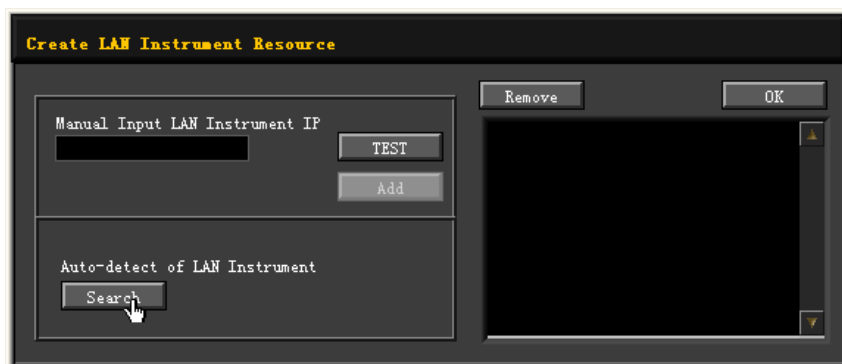 Create LAN Instrument Resource
Remove
OK
Manual Input LAN Instrument IP
TEST
Add
Auto-detect of LAN Instrument
Search